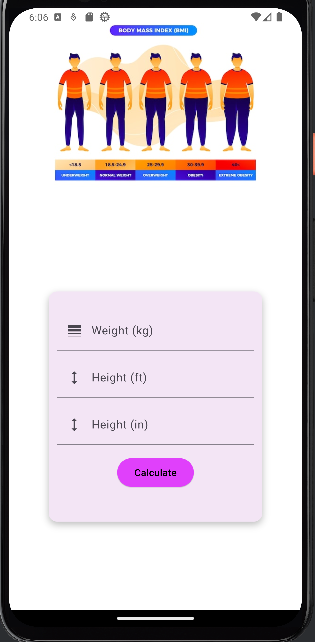 6:06
BODY MASS INDEX (BMI)
<18.5 18.5-24.9 25-29.9 30-39.9
UNDERWEIGHT NORMAL WEIGHT OVERWEIGHT OBESITY EXTREME OBESITY
Weight (kg)
Height (ft)
Height (in)
Calculate